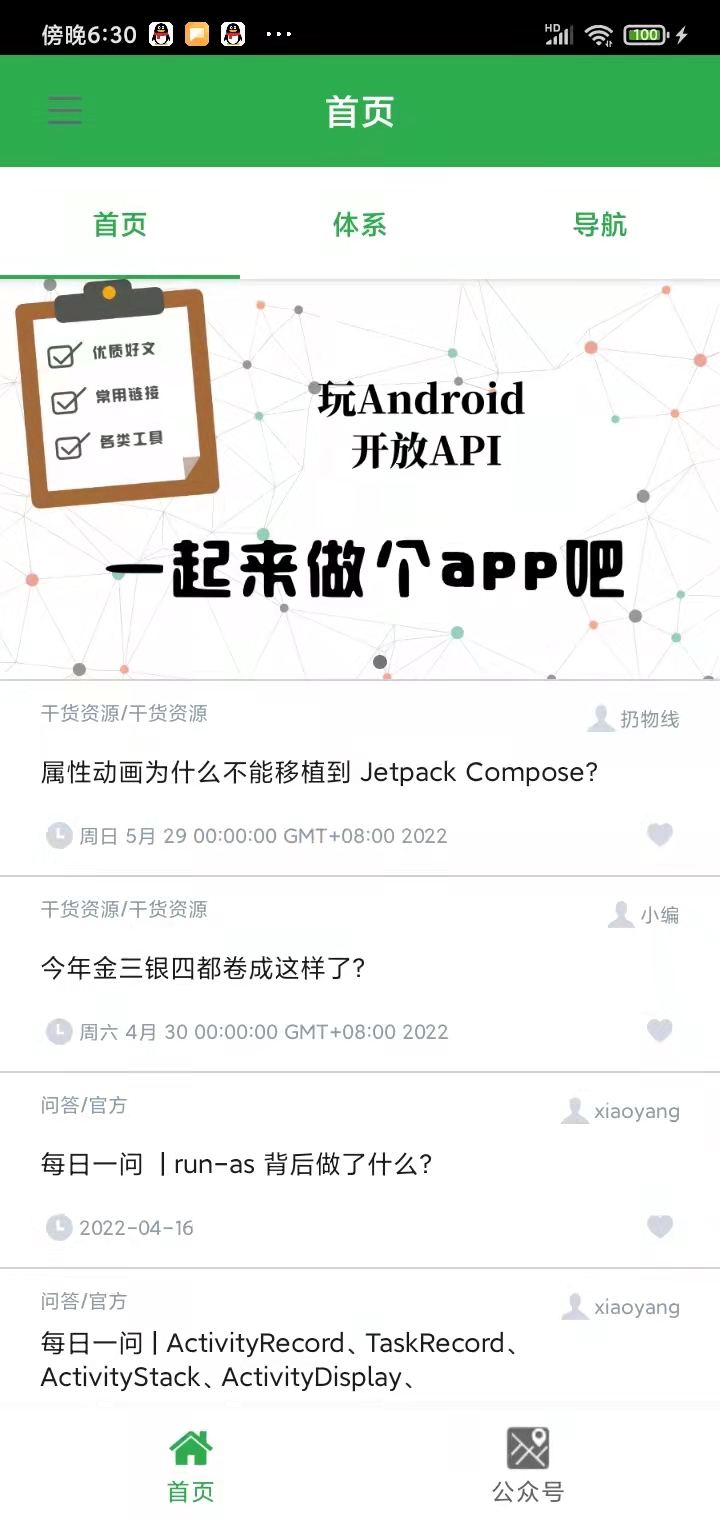 傍晚6:30
HD
100
首页
首页
体系
导航
优质好文
常用链接
各类工具
玩Android
开放API
一起来做个app吧
干货资源/干货资源
扔物线
属性动画为什么不能移植到 Jetpack Compose?
周日 5月 29 00:00:00 GMT+08:00 2022
干货资源/干货资源
小编
今年金三银四都卷成这样了?
周六 4月 30 00:00:00 GMT+08:00 2022
问答/官方
xiaoyang
每日一问 | run-as 背后做了什么?
2022-04-16
问答/官方
xiaoyang
每日一问 | ActivityRecord、TaskRecord、
ActivityStack、ActivityDisplay、
首页
公众号